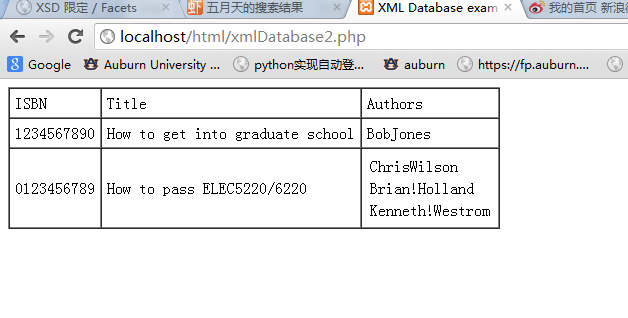 XSD 限定 / Facets
五月天的搜索结果
XML Database exam
我的首页 新浪
localhost/html/xmlDatabase2.php
Google
Auburn University ...
python实现自动登...
auburn
https://fp.auburn....
ISBN Title Authors
1234567890 How to get into graduate school BobJones
0123456789 How to pass ELEC5220/6220
ChrisWilson
Brian!Holland
Kenneth!Westrom